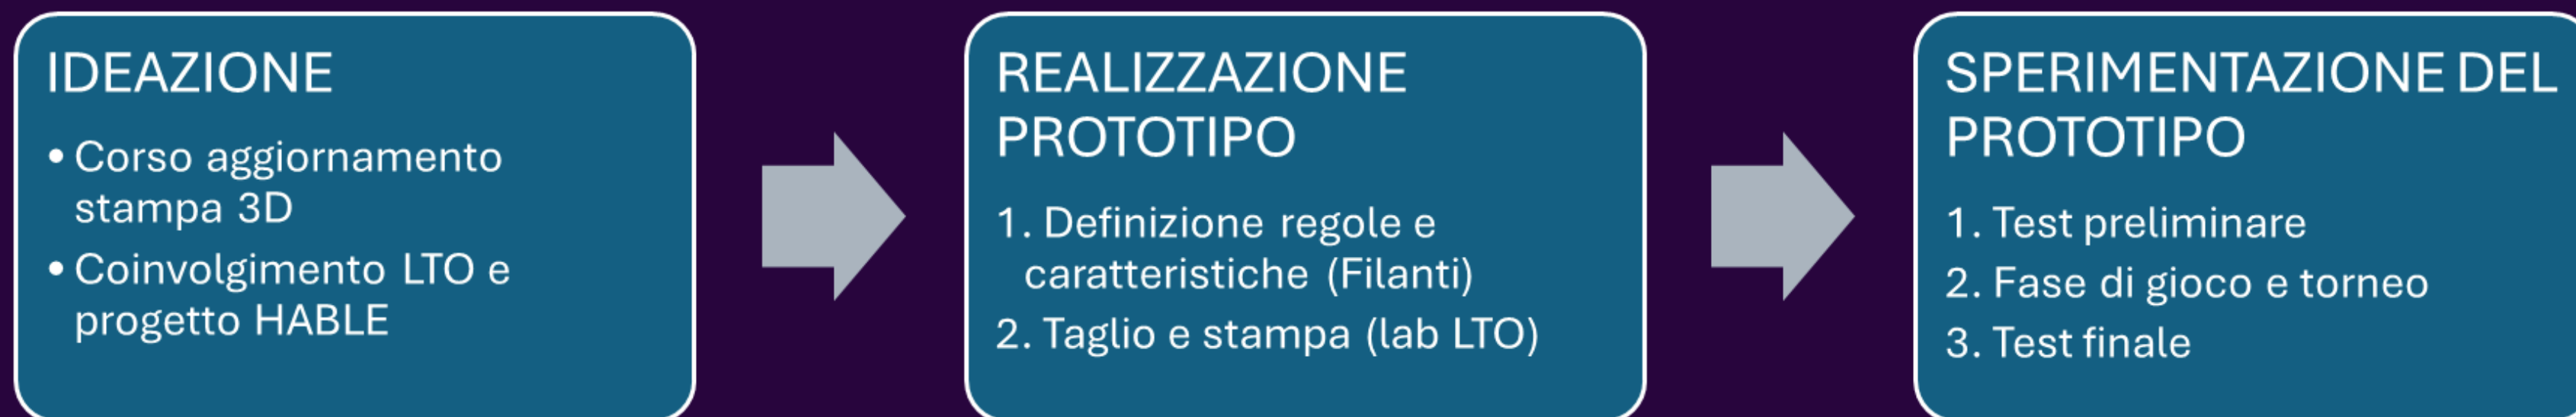 IDEAZIONE
• Corso aggiornamento
stampa 3D
• Coinvolgimento LTO e
progetto HABLE
REALIZZAZIONE
PROTOTIPO
1. Definizione regole e
caratteristiche (Filanti)
2. Taglio e stampa (lab LTO)
SPERIMENTAZIONE DEL
PROTOTIPO
1. Test preliminare
2. Fase di gioco e torneo
3. Test finale